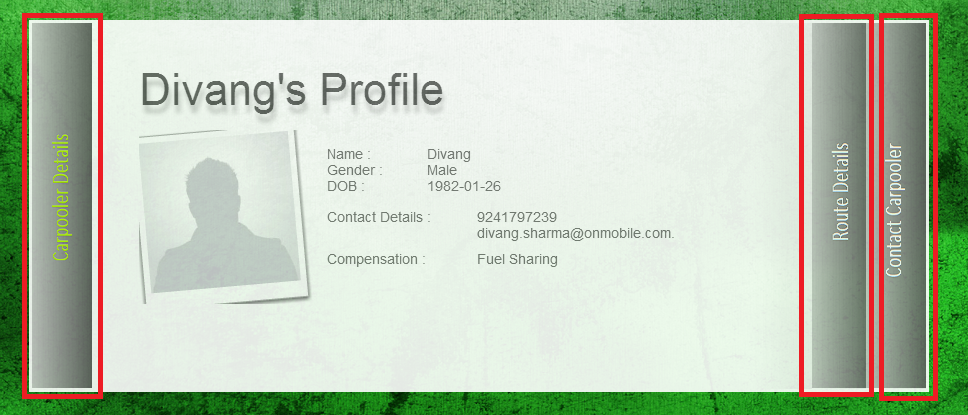 Carpooler Details
Divang's Profile
Name : Divang
Gender : Male
DOB : 1982-01-26
Contact Details : 9241797239
divang.sharma@onmobile.com.
Compensation : Fuel Sharing
Route Details
Contact Carpooler